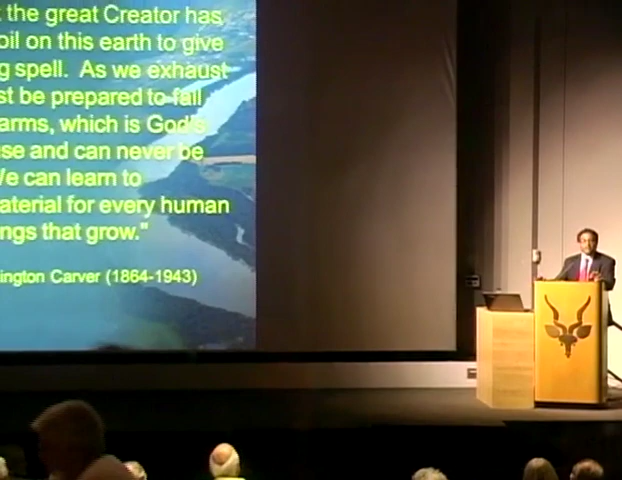 the great Creator has
oil on this earth to give
g spell. As we exhaust
st be prepared to fall
arms, which is God's
se and can never be
We can learn to
aterial for every human
ngs that grow."
ington Carver (1864-1943)